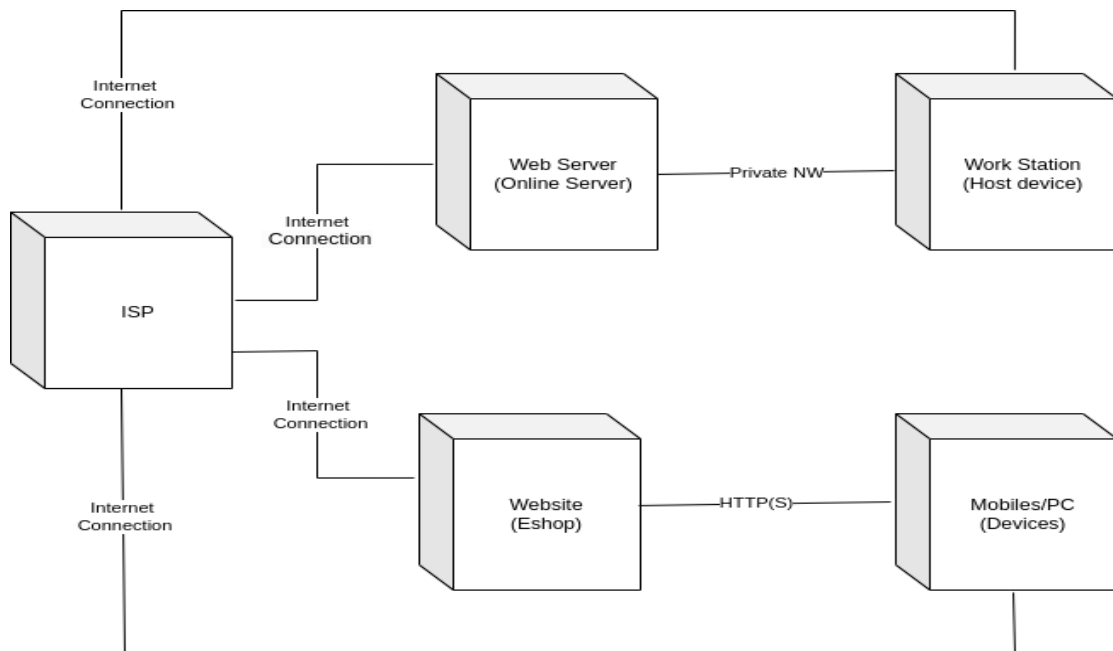 Internet
Connection
Web Server
(Online Server)
Private NW
Work Station
(Host device)
Internet
Connection
ISP
Internet
Connection
Internet
Connection
Website
(Eshop)
HTTP(S)
Mobiles/PC
(Devices)